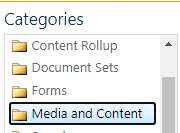 Categories
Content Rollup
Document Sets
Forms
Media and Content